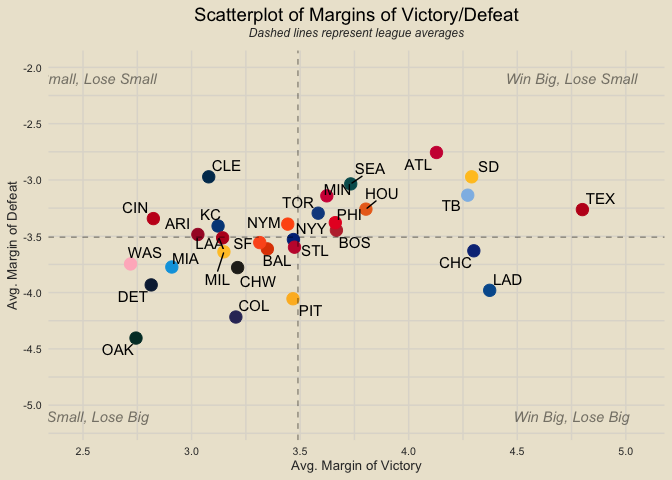 Scatterplot of Margins of Victory/Defeat
Dashed lines represent league averages
-2.0
mall, Lose Small
Win Big, Lose Small
-2.5
ATL
SD
CLE
SEA
-3.0
MIN
HOU
TB
TEX
CIN
TOR
KC
PHI
ARI
NYM
NYY
-3.5
LAA
SF
STL
BOS
WAS
MIA
BAL
CHC
MIL
CHW
LAD
DET
-4.0
COL
PIT
OAK
-4.5
-5.0
Small, Lose Big
Win Big, Lose Big
2.5
3.0
3.5
4.0
4.5
5.0
Avg. Margin of Victory
Avg. Margin of Defeat